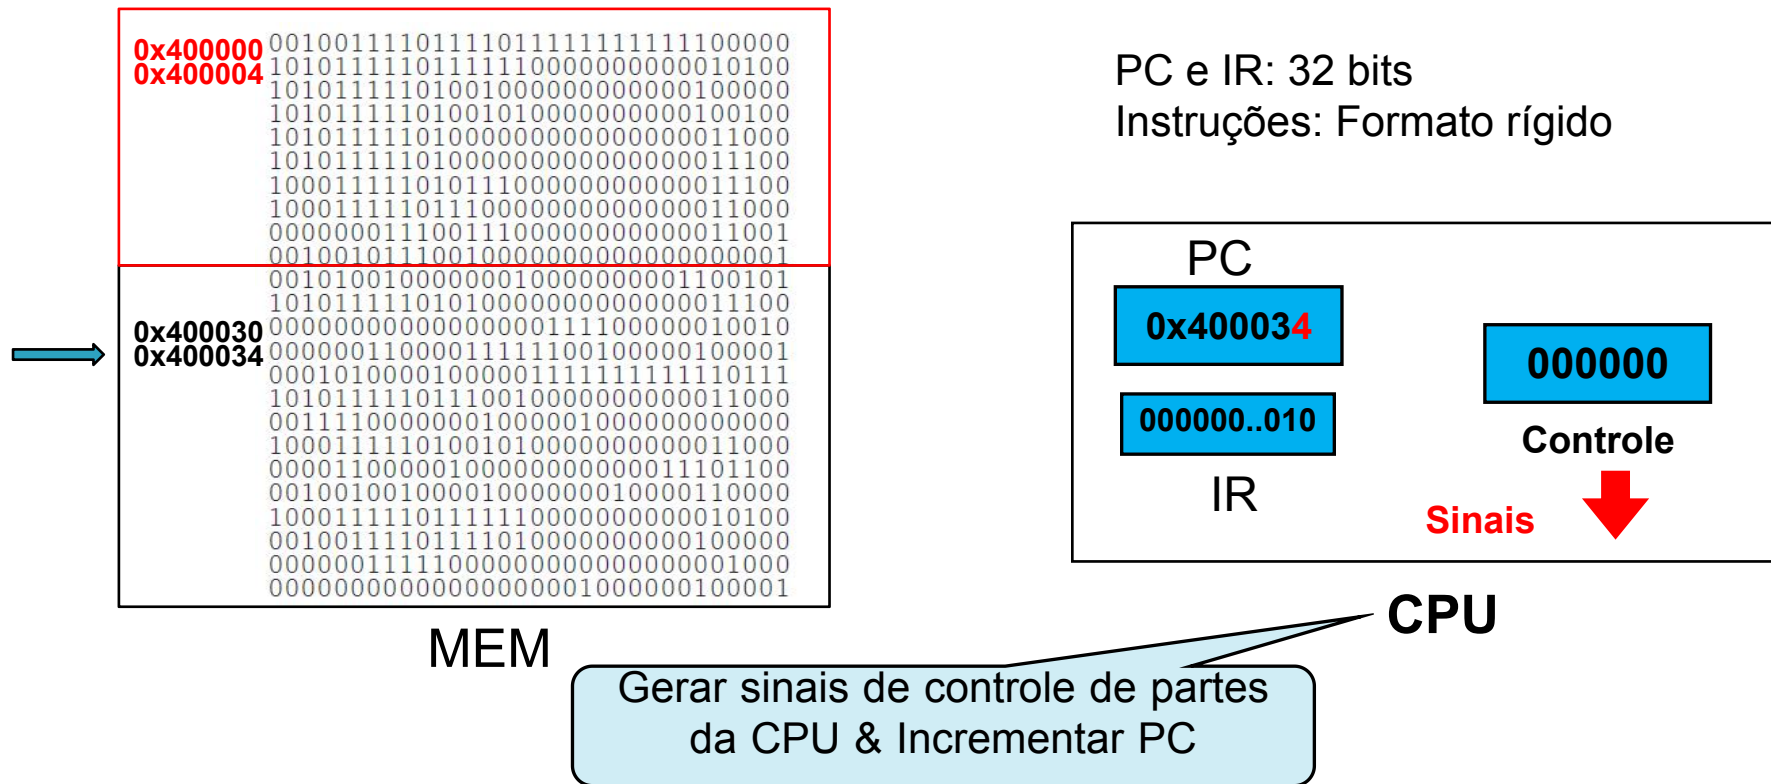 0x400000 00100111101111011111111111100000
0x400004 10101111101111110000000000010100
10101111101001000000000000100000
10101111101001010000000000100100
10101111101000000000000000011000
10101111101000000000000000011100
10001111101011100000000000011100
10001111101110000000000000011000
00000001110011100000000000011001
00100101110010000000000000000001
00101001000000010000000001100101
10101111101010000000000000011100
0x400030 00000000000000000111100000010010
0x400034 00000011000011111100100000100001
00010100001000001111111111110111
10101111101110010000000000011000
00111100000001000001000000000000
10001111101001010000000000011000
00001100000100000000000011101100
00100100100001000000010000110000
10001111101111110000000000010100
00100111101111010000000000100000
00000011111000000000000000001000
00000000000000000001000000100001
MEM
PC e IR: 32 bits
Instruções: Formato rígido
PC
0x400034
000000
000000..010
Controle
IR
Sinais
CPU
Gerar sinais de controle de partes
da CPU & Incrementar PC